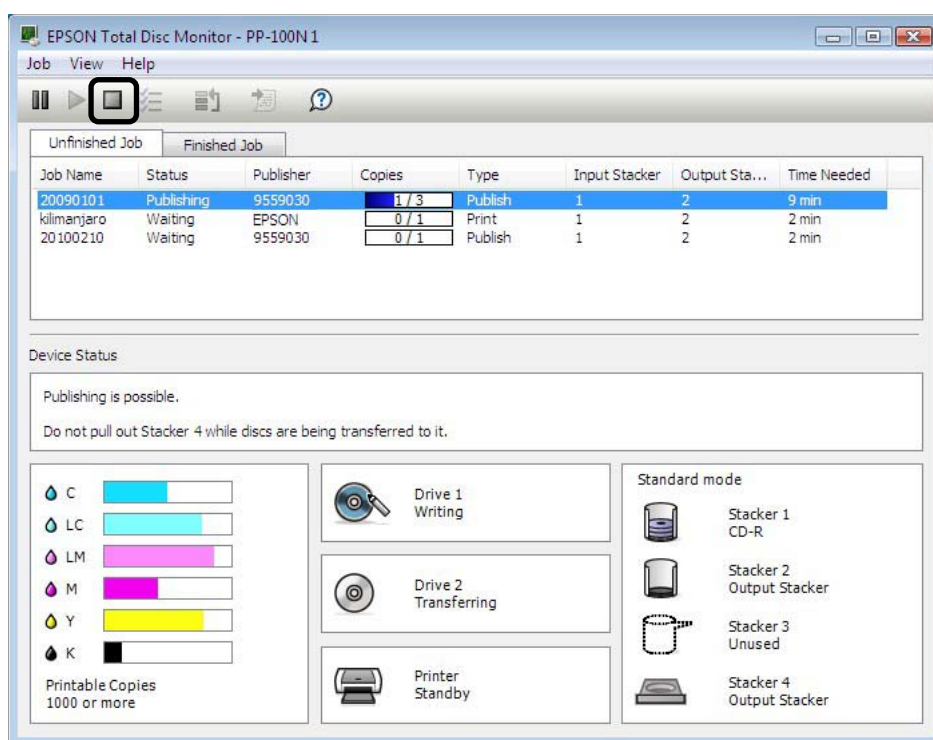 EPSON Total Disc Monitor - PP-100N 1
Job View Help
Unfinished Job Finished Job
Job Name Status Publisher Copies Type Input Stacker Output Sta... Time Needed
20090101 Publishing 9559030 1 / 3 Publish 1 2 9 min
kilimanjaro Waiting EPSON 0 / 1 Print 1 2 2 min
20100210 Waiting 9559030 0 / 1 Publish 1 2 2 min
Device Status
Publishing is possible.
Do not pull out Stacker 4 while discs are being transferred to it.
C
LC
LM
M
Y
K
Printable Copies
1000 or more
Drive 1
Writing
Drive 2
Transferring
Printer
Standby
Standard mode
Stacker 1
CD-R
Stacker 2
Output Stacker
Stacker 3
Unused
Stacker 4
Output Stacker